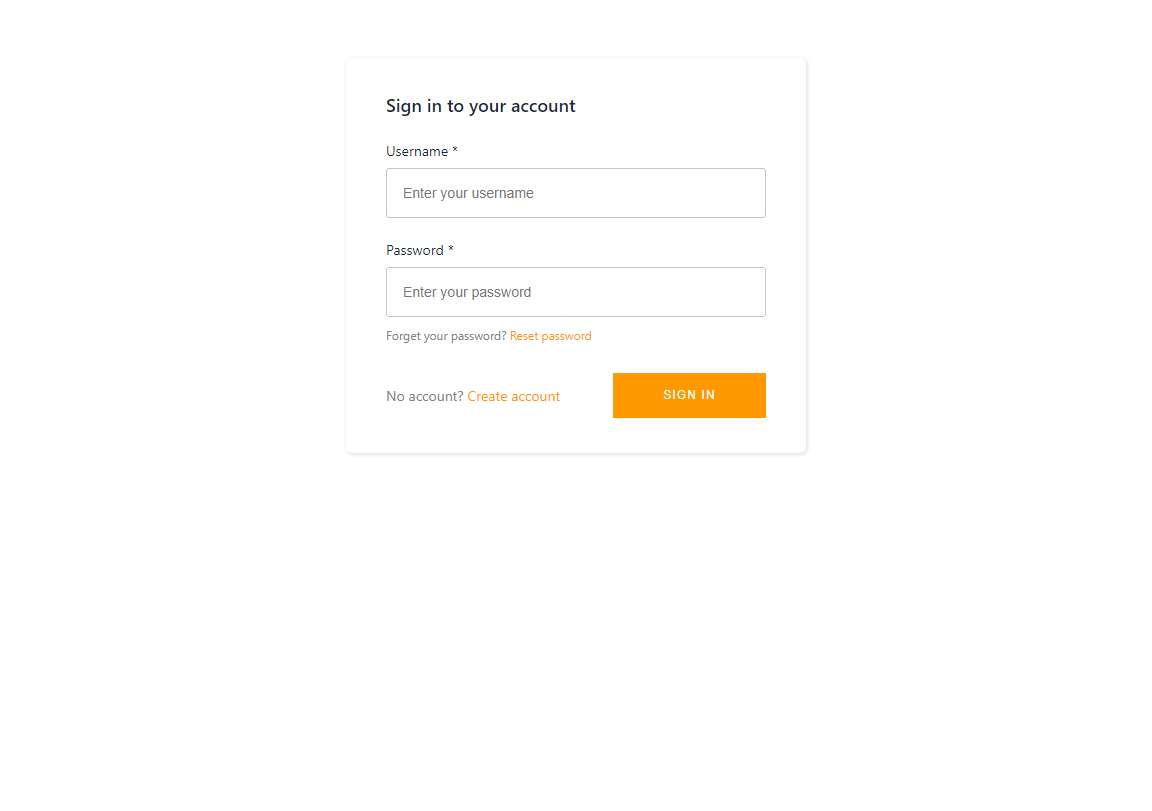 Sign in to your account
Username *
Enter your username
Password *
Enter your password
Forget your password? Reset password
No account? Create account
SIGN IN